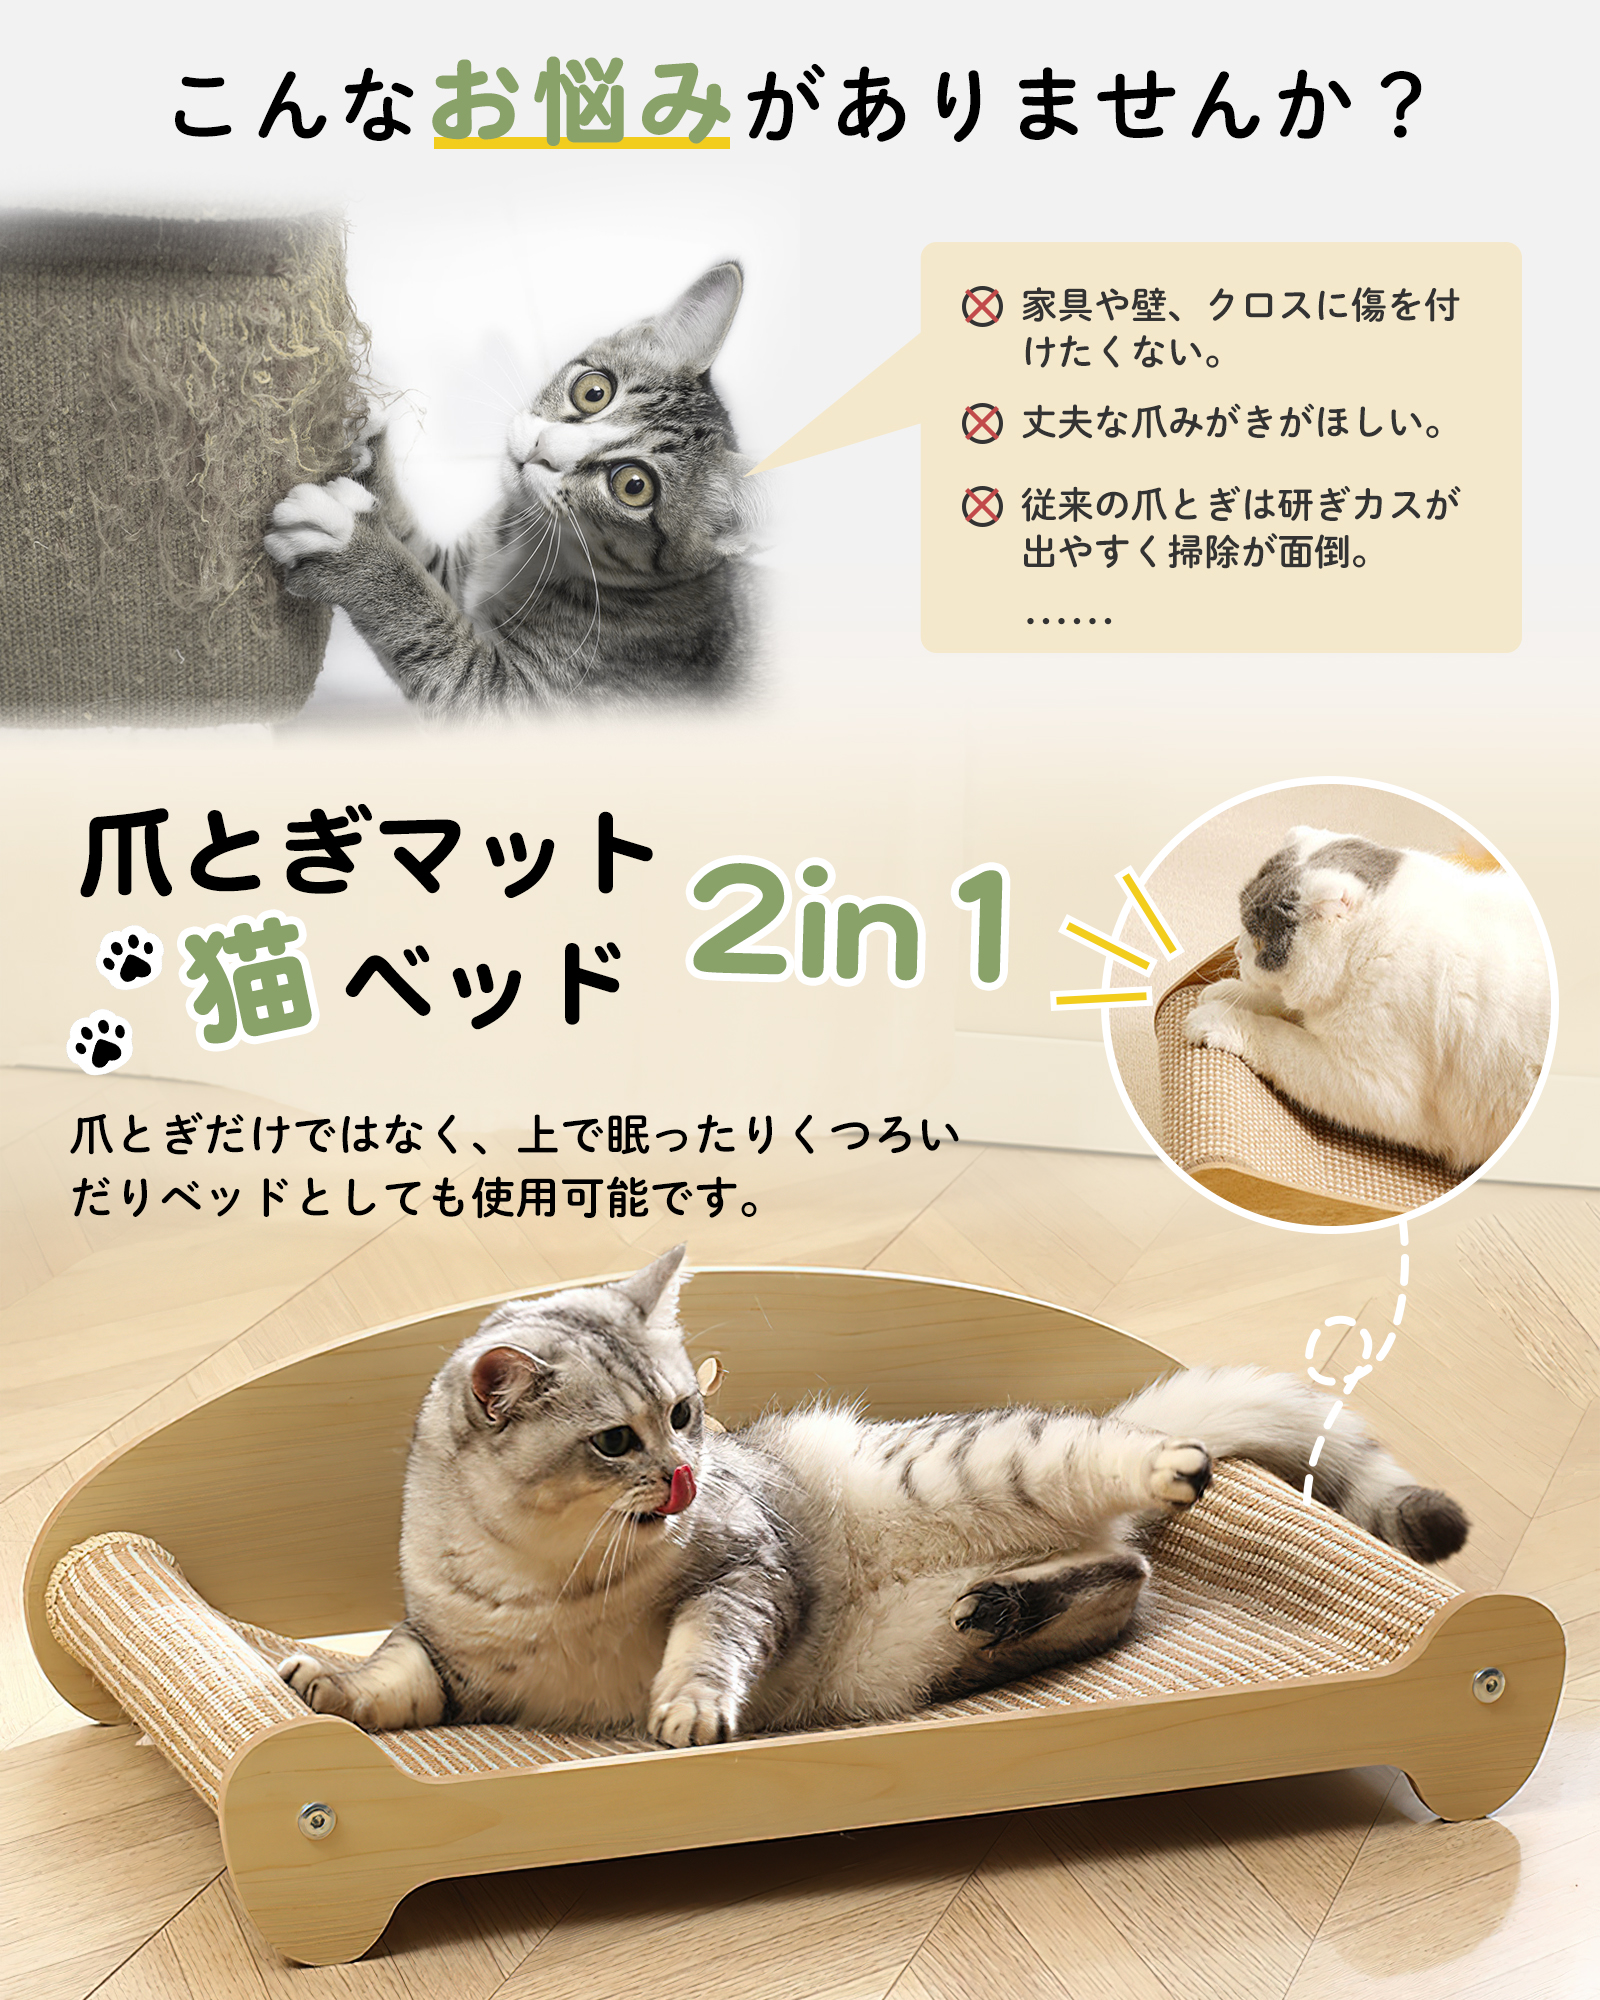 こんなお悩みがありませんか？
家具や壁、クロスに傷を付
けたくない。
丈夫な爪みがきがほしい。
従来の爪とぎは研ぎカスが
出やすく掃除が面倒。
……
爪とぎマット
猫ベッド
2in1
爪とぎだけではなく、上で眠ったりくつろい
だりベッドとしても使用可能です。